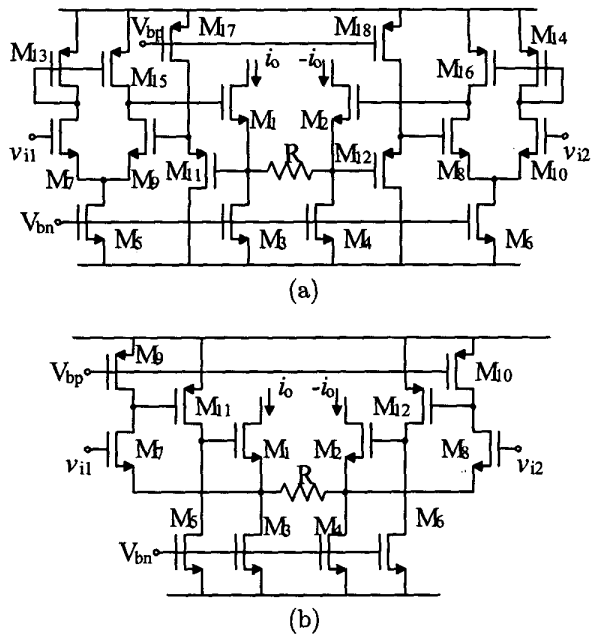 Vbp M17 M18
M13 M15 io -io M16 M14
M1 M2
vi1 M7 M9 M11 R M12 M8 M10 vi2
Vbn M5 M3 M4 M6
(a)
M9
Vbp M11 io -io M12 M10
vi1 M7 M1 M2 M8 vi2
R
M5 M3 M4 M6
Vbn
(b)